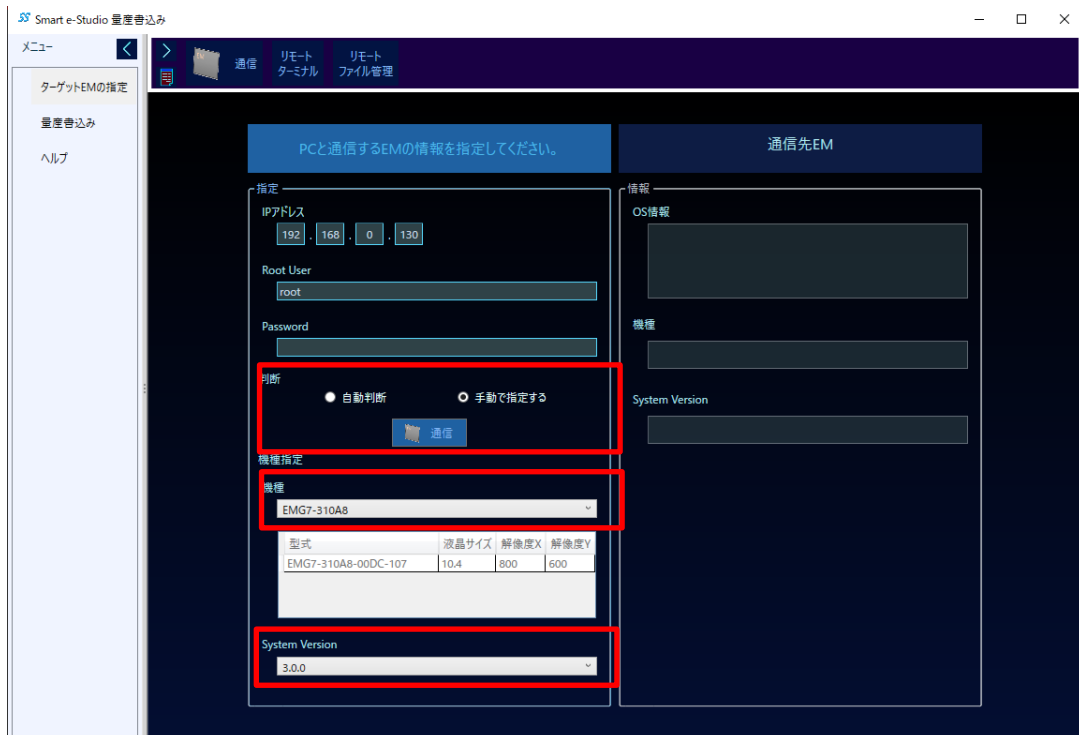 Smart e-Studio 量産書込み
メニュー
ターゲットEMの指定
量産書込み
ヘルプ
通信
リモート
ターミナル
リモート
ファイル管理
PCと通信するEMの情報を指定してください。
指定
IPアドレス
192 . 168 . 0 . 130
Root User
root
Password
判断
自動判断 手動で指定する
通信
機種指定
機種
EMG7-310A8
型式 液晶サイズ 解像度X 解像度Y
EMG7-310A8-00DC-107 10.4 800 600
System Version
3.0.0
通信先EM
情報
OS情報
機種
System Version